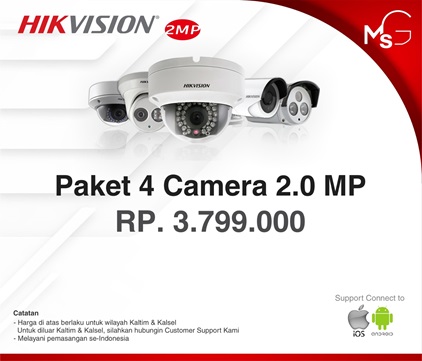 HIKVISION 2MP
MSG
HIKVISION
Paket 4 Camera 2.0 MP
RP. 3.799.000
Catatan
- Harga di atas berlaku untuk wilayah Kaltim & Kalsel
Untuk diluar Kaltim & Kalsel, silahkan hubungin Customer Support Kami
- Melayani pemasangan se-Indonesia
Support Connect to
iOS
ANDROID